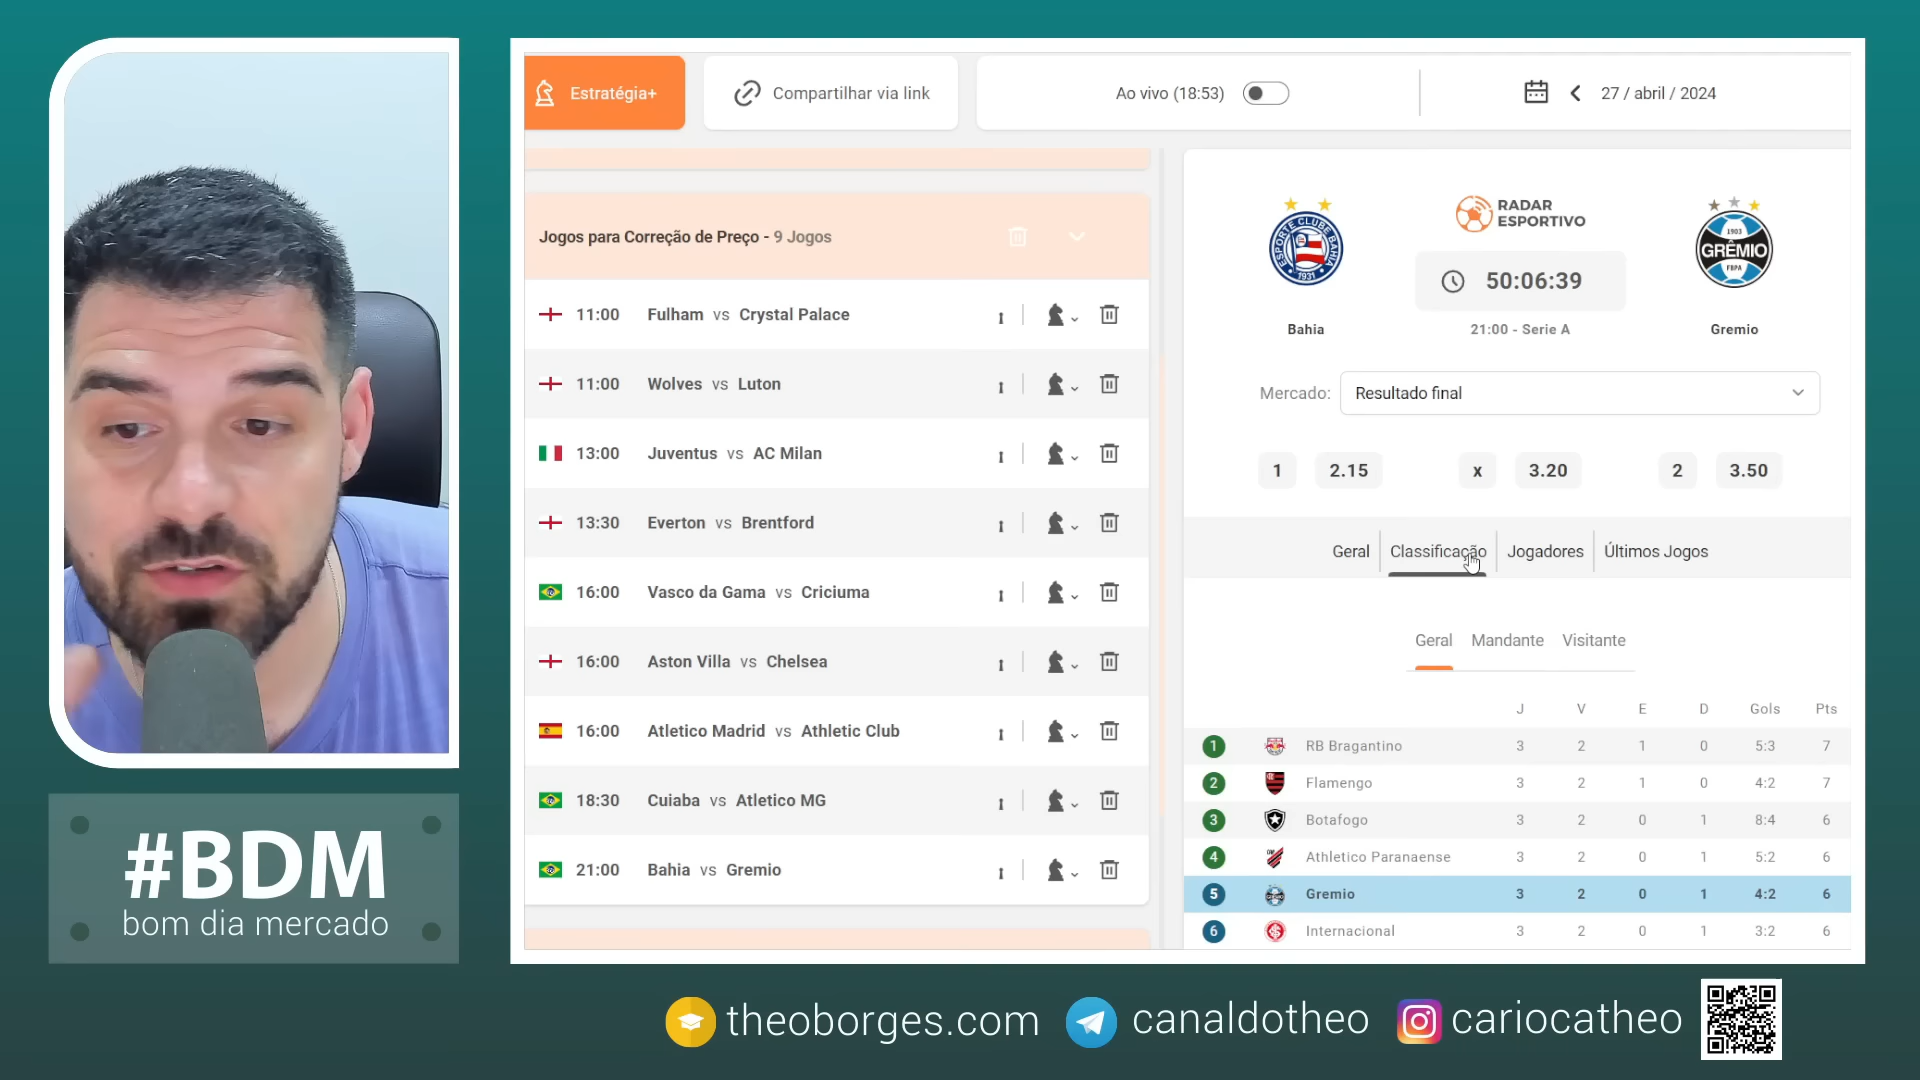 Estratégia+
Compartilhar via link
Ao vivo (18:53)
27 / abril / 2024
Jogos para Correção de Preço - 9 Jogos
11:00 Fulham vs Crystal Palace
11:00 Wolves vs Luton
13:00 Juventus vs AC Milan
13:30 Everton vs Brentford
16:00 Vasco da Gama vs Criciuma
16:00 Aston Villa vs Chelsea
16:00 Atletico Madrid vs Athletic Club
18:30 Cuiaba vs Atletico MG
21:00 Bahia vs Gremio
RADAR
ESPORTIVO
ESPORTE CLUBE BAHIA
1931
1903
GRÊMIO
FBPA
50:06:39
Bahia
21:00 - Serie A
Gremio
Mercado: Resultado final
1 2.15 x 3.20 2 3.50
Geral Classificação Jogadores Últimos Jogos
Geral Mandante Visitante
J V E D Gols Pts
1 RB Bragantino 3 2 1 0 5:3 7
2 Flamengo 3 2 1 0 4:2 7
3 Botafogo 3 2 0 1 8:4 6
4 Athletico Paranaense 3 2 0 1 5:2 6
5 Gremio 3 2 0 1 4:2 6
6 Internacional 3 2 0 1 3:2 6
#BDM
bom dia mercado
theoborges.com
canaldotheo
cariocatheo